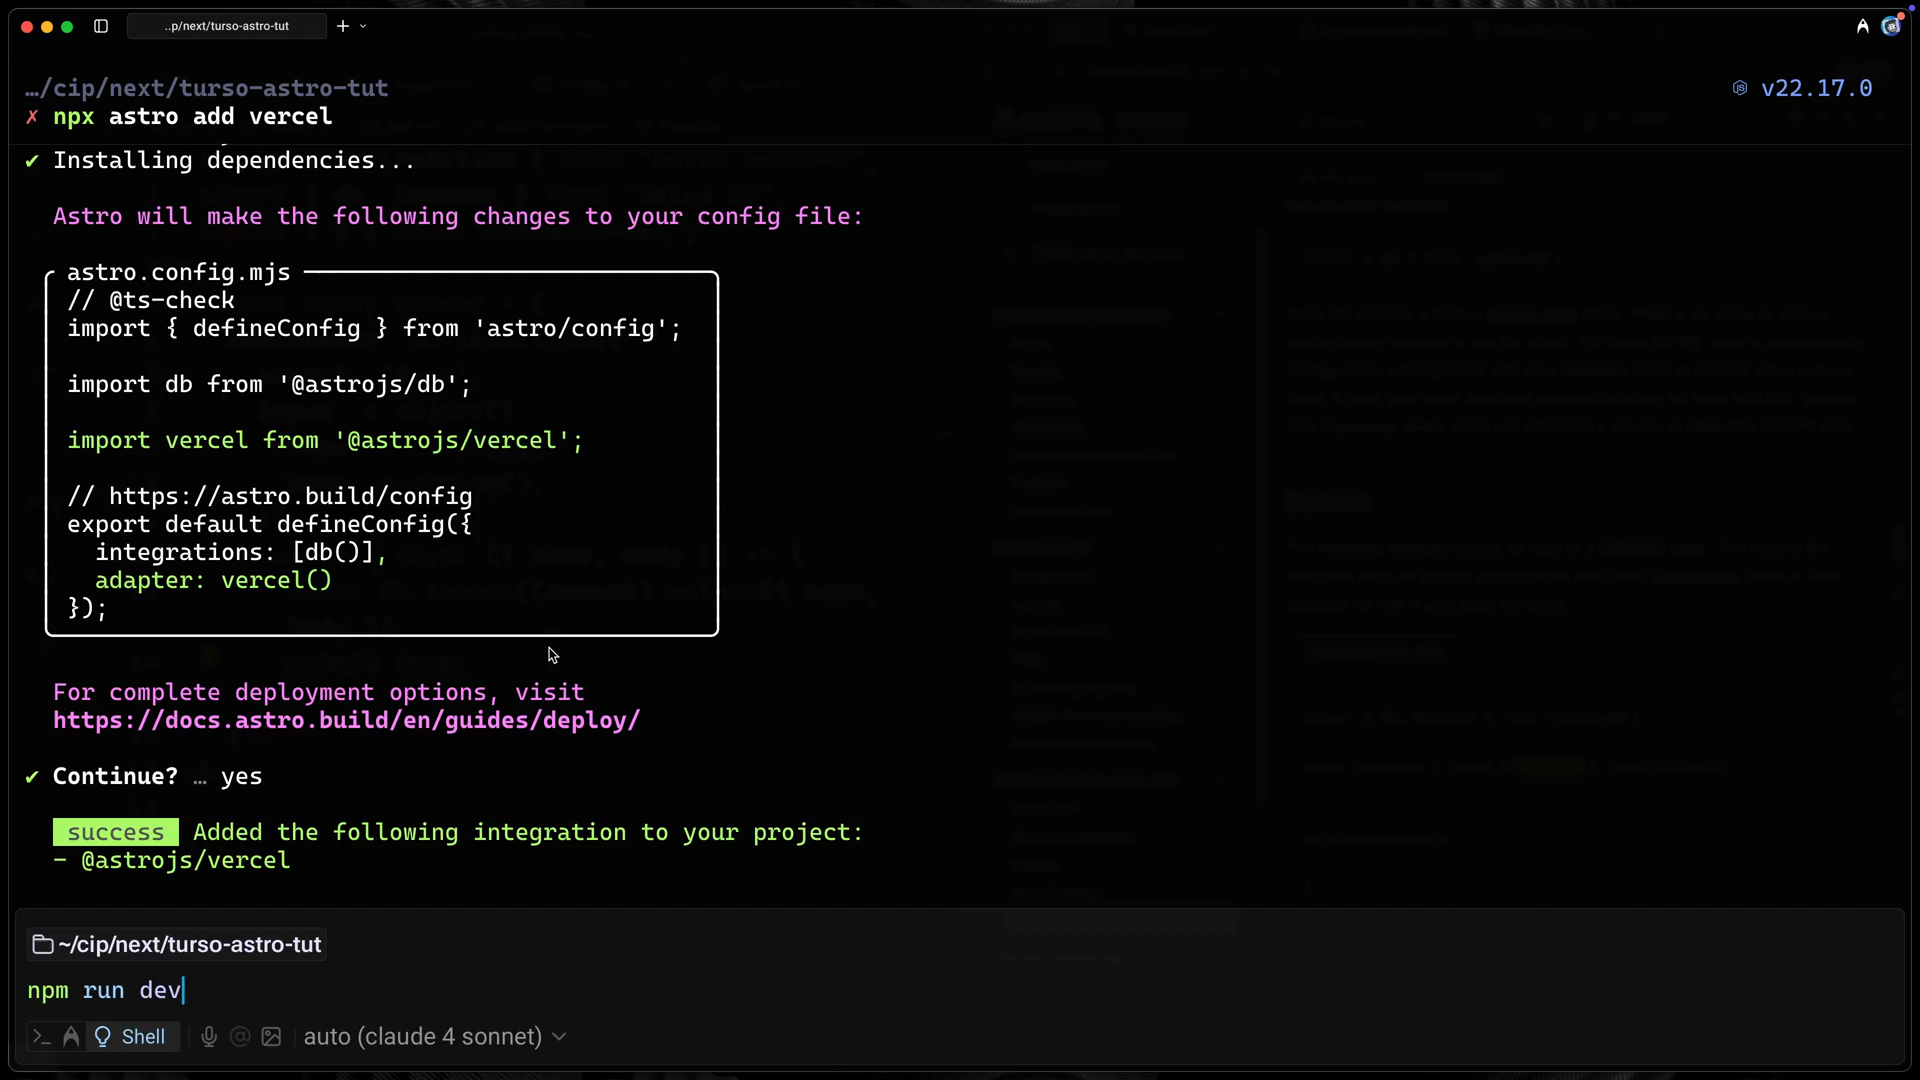 ..p/next/turso-astro-tut
…/cip/next/turso-astro-tut
v22.17.0
✗ npx astro add vercel
✔ Installing dependencies...
Astro will make the following changes to your config file:
astro.config.mjs
// @ts-check
import { defineConfig } from 'astro/config';
import db from '@astrojs/db';
import vercel from '@astrojs/vercel';
// https://astro.build/config
export default defineConfig({
integrations: [db()],
adapter: vercel()
});
For complete deployment options, visit
https://docs.astro.build/en/guides/deploy/
✔ Continue? … yes
success Added the following integration to your project:
– @astrojs/vercel
~/cip/next/turso-astro-tut
npm run dev
Shell
auto (claude 4 sonnet)